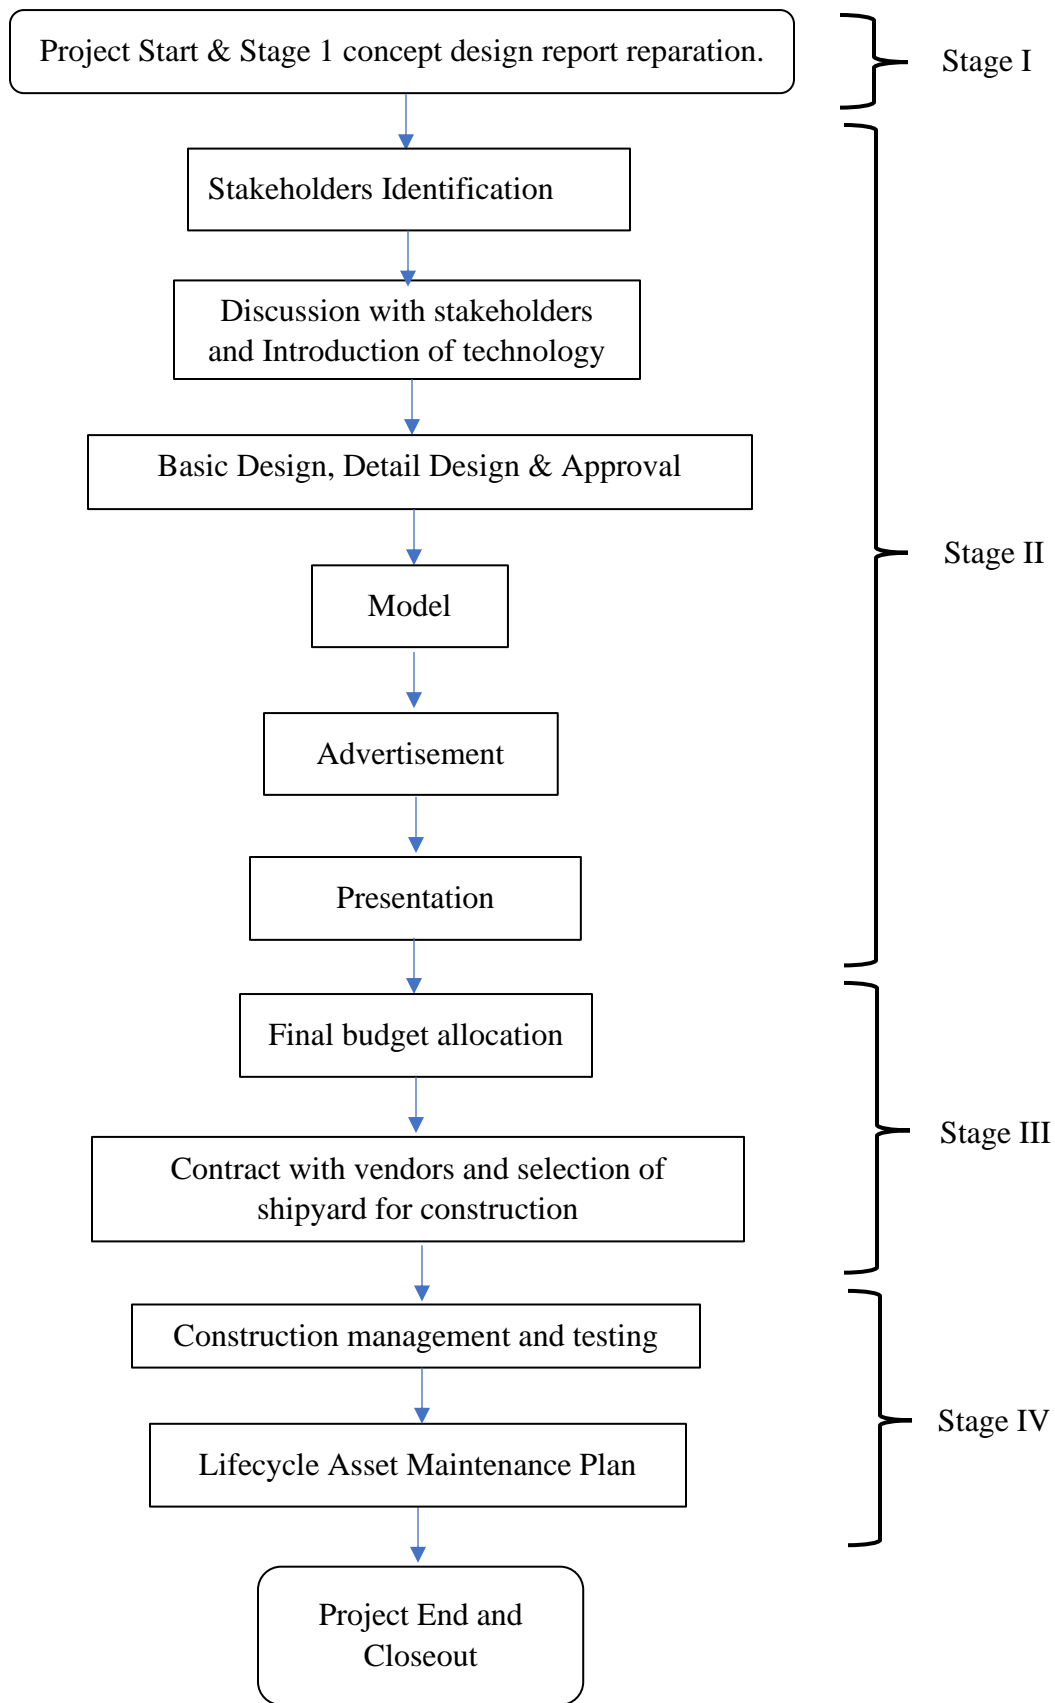 Project Start & Stage 1 concept design report reparation.
Stage I
Stakeholders Identification
Discussion with stakeholders
and Introduction of technology
Basic Design, Detail Design & Approval
Model
Stage II
Advertisement
Presentation
Final budget allocation
Contract with vendors and selection of
shipyard for construction
Stage III
Construction management and testing
Lifecycle Asset Maintenance Plan
Stage IV
Project End and
Closeout